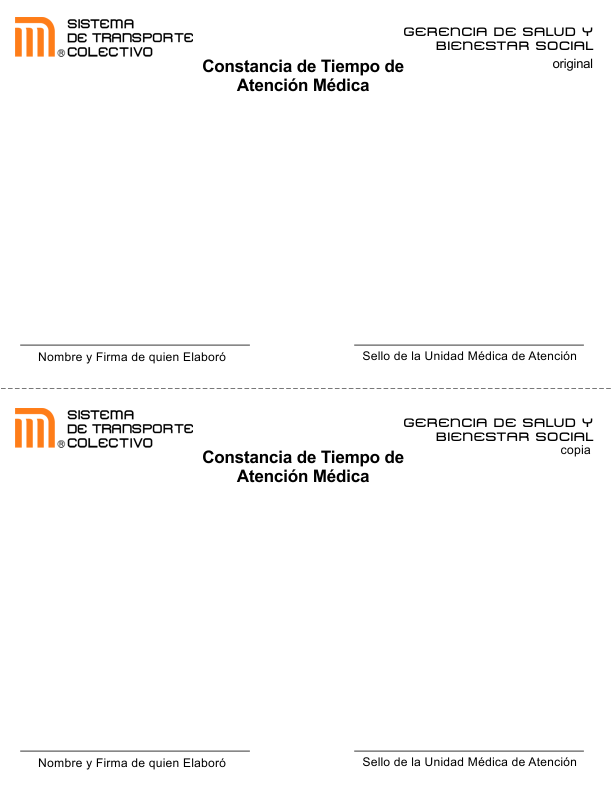 SISTEMA
DE TRANSPORTE
®COLECTIVO
GERENCIA DE SALUD Y
BIENESTAR SOCIAL
original
Constancia de Tiempo de
Atención Médica
Nombre y Firma de quien Elaboró
Sello de la Unidad Médica de Atención
SISTEMA
DE TRANSPORTE
®COLECTIVO
GERENCIA DE SALUD Y
BIENESTAR SOCIAL
copia
Constancia de Tiempo de
Atención Médica
Nombre y Firma de quien Elaboró
Sello de la Unidad Médica de Atención